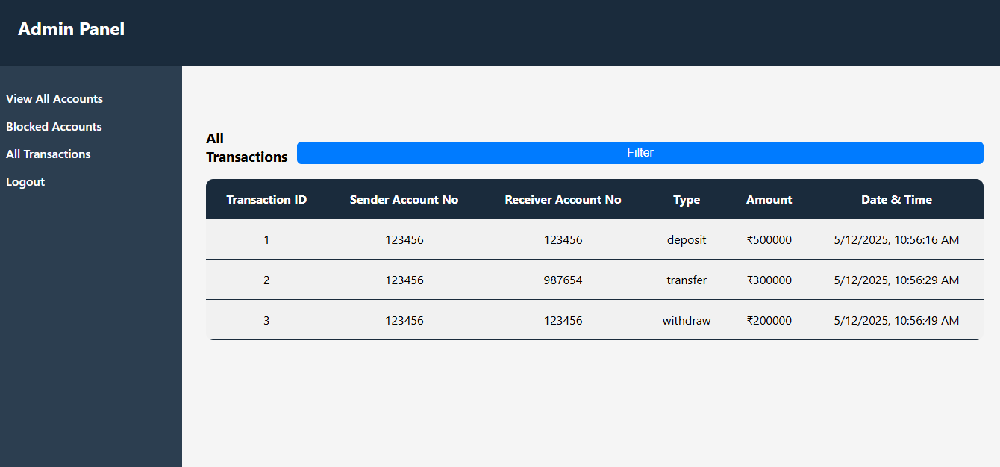 Admin Panel
View All Accounts
Blocked Accounts
All Transactions
Logout
All
Transactions
Filter
Transaction ID Sender Account No Receiver Account No Type Amount Date & Time
1 123456 123456 deposit ₹500000 5/12/2025, 10:56:16 AM
2 123456 987654 transfer ₹300000 5/12/2025, 10:56:29 AM
3 123456 123456 withdraw ₹200000 5/12/2025, 10:56:49 AM